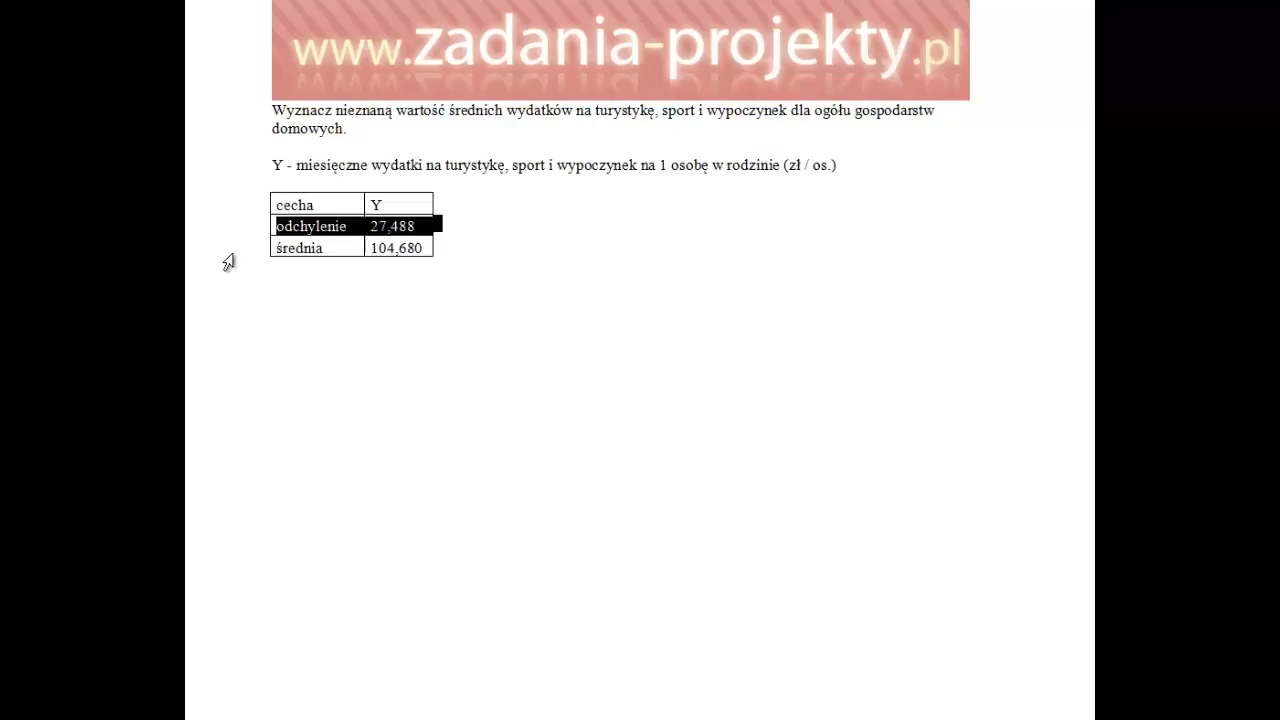 www.zadania-projekty.pl
Wyznacz nieznaną wartość średnich wydatków na turystykę, sport i wypoczynek dla ogółu gospodarstw
domowych.
Y - miesięczne wydatki na turystykę, sport i wypoczynek na 1 osobę w rodzinie (zł / os.)
cecha Y
odchylenie 27,488
średnia 104,680